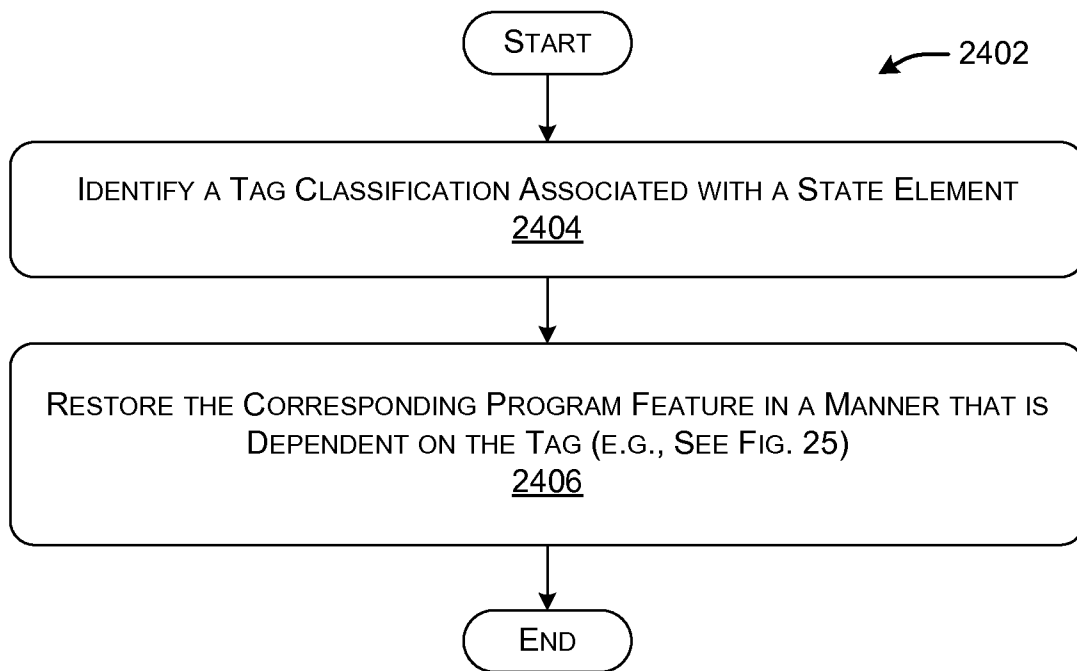 START
2402
IDENTIFY A TAG CLASSIFICATION ASSOCIATED WITH A STATE ELEMENT
2404
RESTORE THE CORRESPONDING PROGRAM FEATURE IN A MANNER THAT IS
DEPENDENT ON THE TAG (E.G., SEE FIG. 25)
2406
END